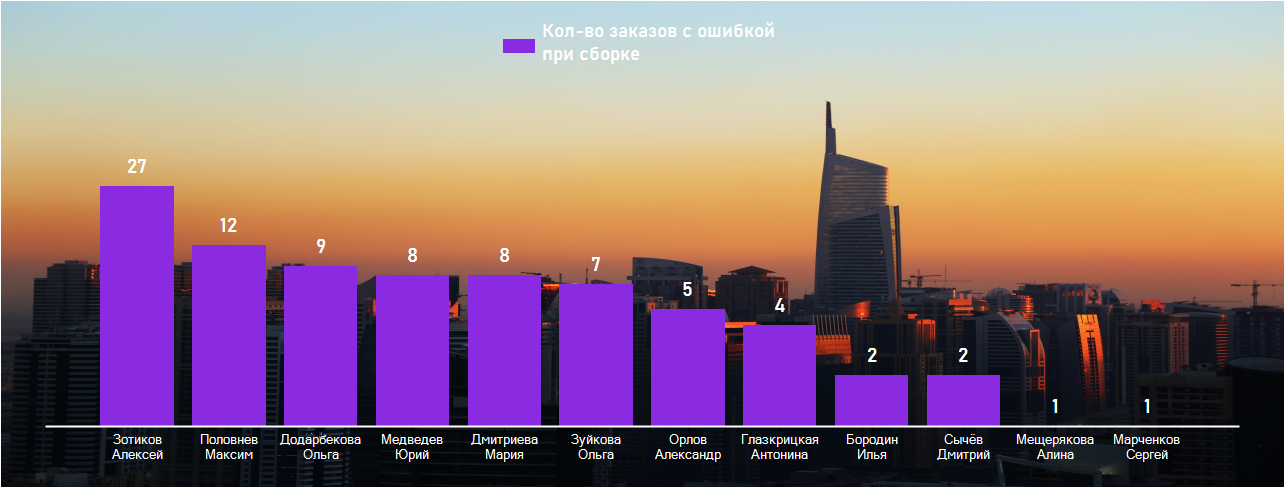 Кол-во заказов с ошибкой
при сборке
27
12
9
8
8
7
5
4
2
2
1
1
Зотиков
Алексей
Половнев
Максим
Додарбекова
Ольга
Медведев
Юрий
Дмитриева
Мария
Зуйкова
Ольга
Орлов
Александр
Глазкрицкая
Антонина
Бородин
Илья
Сычёв
Дмитрий
Мещерякова
Алина
Марченков
Сергей